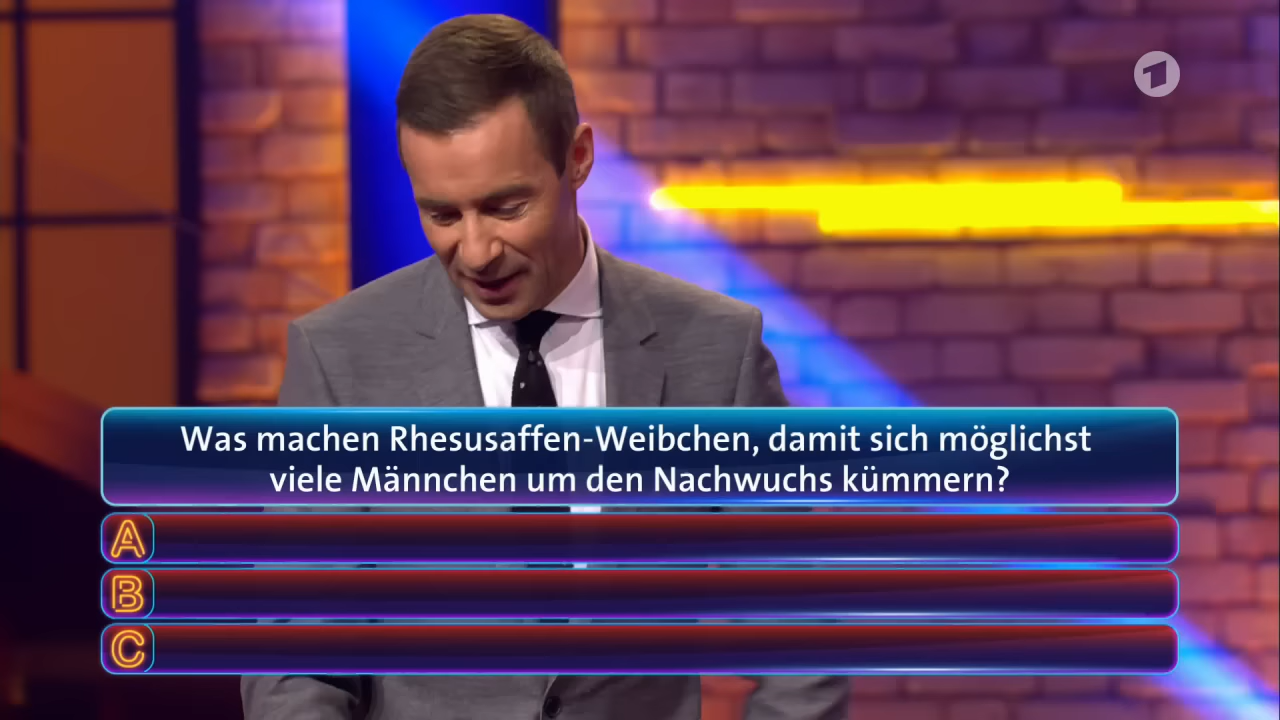 1
Was machen Rhesusaffen-Weibchen, damit sich möglichst
viele Männchen um den Nachwuchs kümmern?
A
B
C